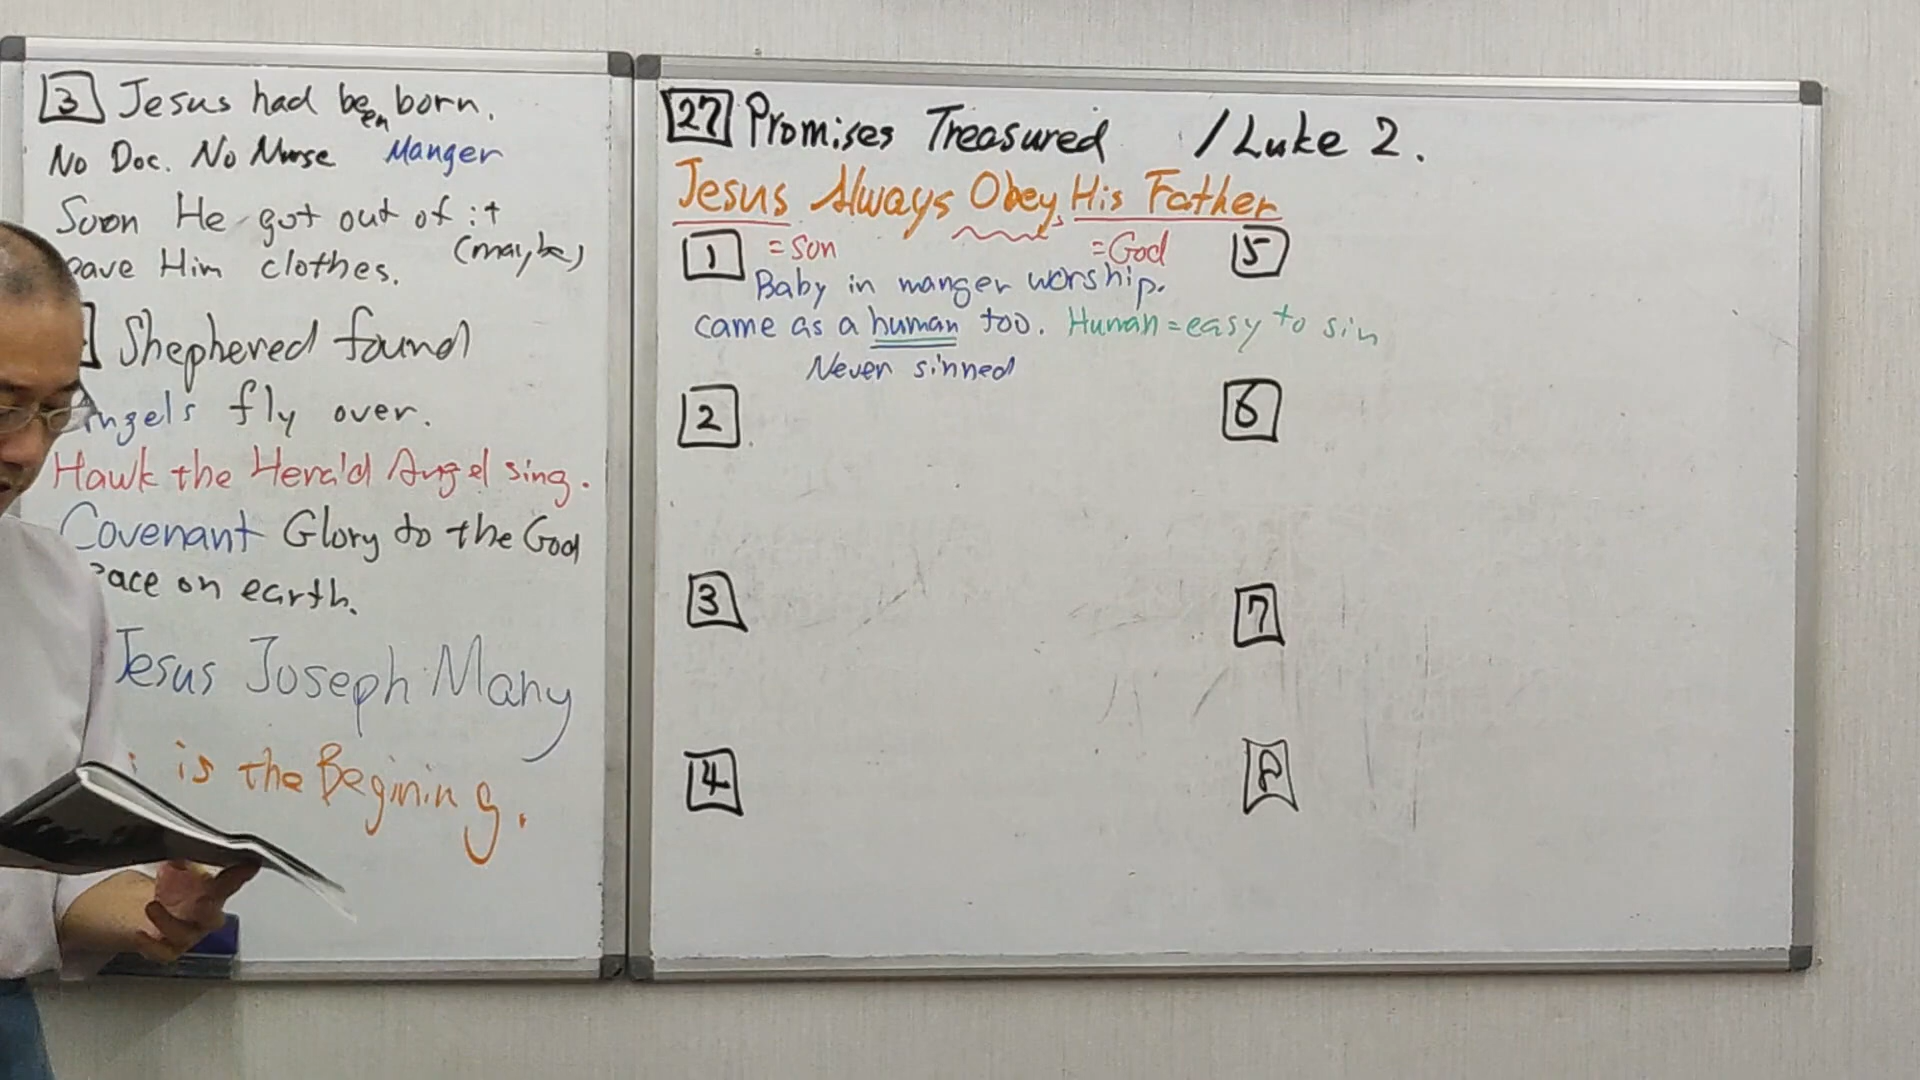 3 Jesus had been born.
No Doc. No Nurse Manger
Soon He got out of it
(maybe)
gave Him clothes.
Shephered found
Angels fly over.
Hawk the Herald Angel sing.
Covenant Glory to the God
Peace on earth.
Jesus Joseph Mary
is the Begining.
27 Promises Treasured / Luke 2.
Jesus Always Obey His Father
1 = Son = God
Baby in manger worship.
came as a human too. Human = easy to sin
Never sinned
2
3
4
5
6
7
8